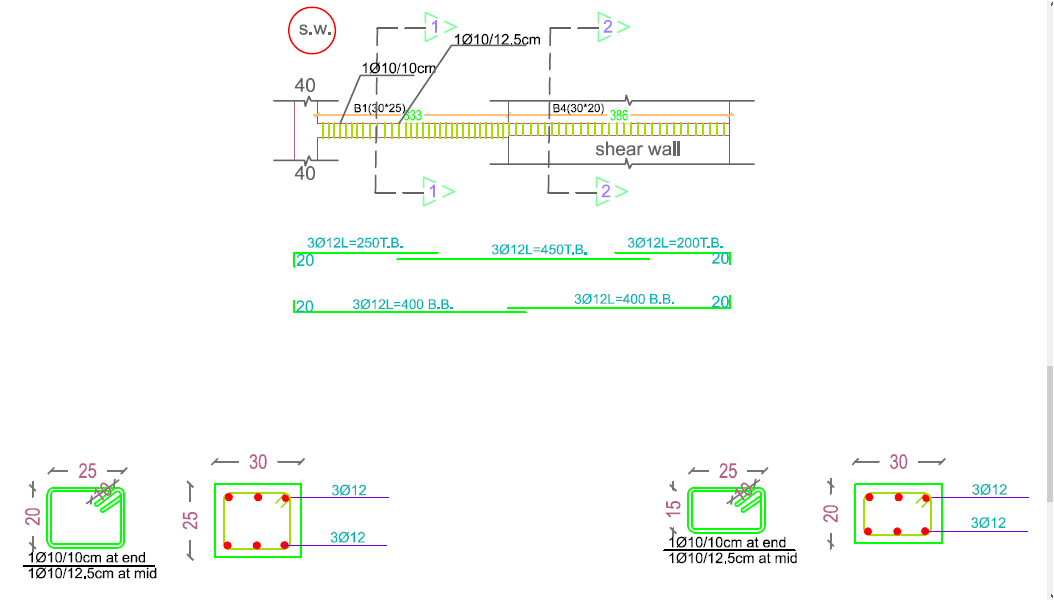 s.w.
1
2
1Ø10/12.5cm
1Ø10/10cm
40
B1(30*25)
333
B4(30*20)
386
shear wall
40
1
2
3Ø12L=250T.B.
3Ø12L=450T.B.
3Ø12L=200T.B.
20
20
3Ø12L=400 B.B.
3Ø12L=400 B.B.
20
20
25
30
25
30
3Ø12
3Ø12
20
25
15
20
3Ø12
3Ø12
1Ø10/10cm at end
1Ø10/12,5cm at mid
1Ø10/10cm at end
1Ø10/12,5cm at mid